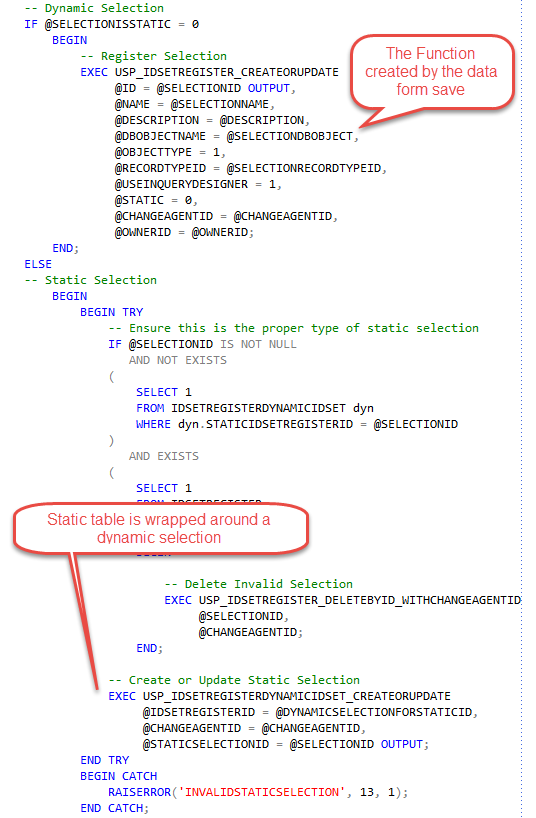 -- Dynamic Selection
IF @SELECTIONISSTATIC = 0
BEGIN
-- Register Selection
EXEC USP_IDSETREGISTER_CREATEORUPDATE
@ID = @SELECTIONID OUTPUT,
@NAME = @SELECTIONNAME,
@DESCRIPTION = @DESCRIPTION,
@DBOBJECTNAME = @SELECTIONDBOBJECT,
@OBJECTTYPE = 1,
@RECORDTYPEID = @SELECTIONRECORDTYPEID,
@USEINQUERYDESIGNER = 1,
@STATIC = 0,
@CHANGEAGENTID = @CHANGEAGENTID,
@OWNERID = @OWNERID;
END;
The Function
created by the data
form save
ELSE
-- Static Selection
BEGIN
BEGIN TRY
-- Ensure this is the proper type of static selection
IF @SELECTIONID IS NOT NULL
AND NOT EXISTS
(
SELECT 1
FROM IDSETREGISTERDYNAMICIDSET dyn
WHERE dyn.STATICIDSETREGISTERID = @SELECTIONID
)
AND EXISTS
(
SELECT 1
Static table is wrapped around a
dynamic selection
-- Delete Invalid Selection
EXEC USP_IDSETREGISTER_DELETEBYID_WITHCHANGEAGENTID
@SELECTIONID,
@CHANGEAGENTID;
END;
-- Create or Update Static Selection
EXEC USP_IDSETREGISTERDYNAMICIDSET_CREATEORUPDATE
@IDSETREGISTERID = @DYNAMICSELECTIONFORSTATICID,
@CHANGEAGENTID = @CHANGEAGENTID,
@STATICSELECTIONID = @SELECTIONID OUTPUT;
END TRY
BEGIN CATCH
RAISERROR('INVALIDSTATICSELECTION', 13, 1);
END CATCH;